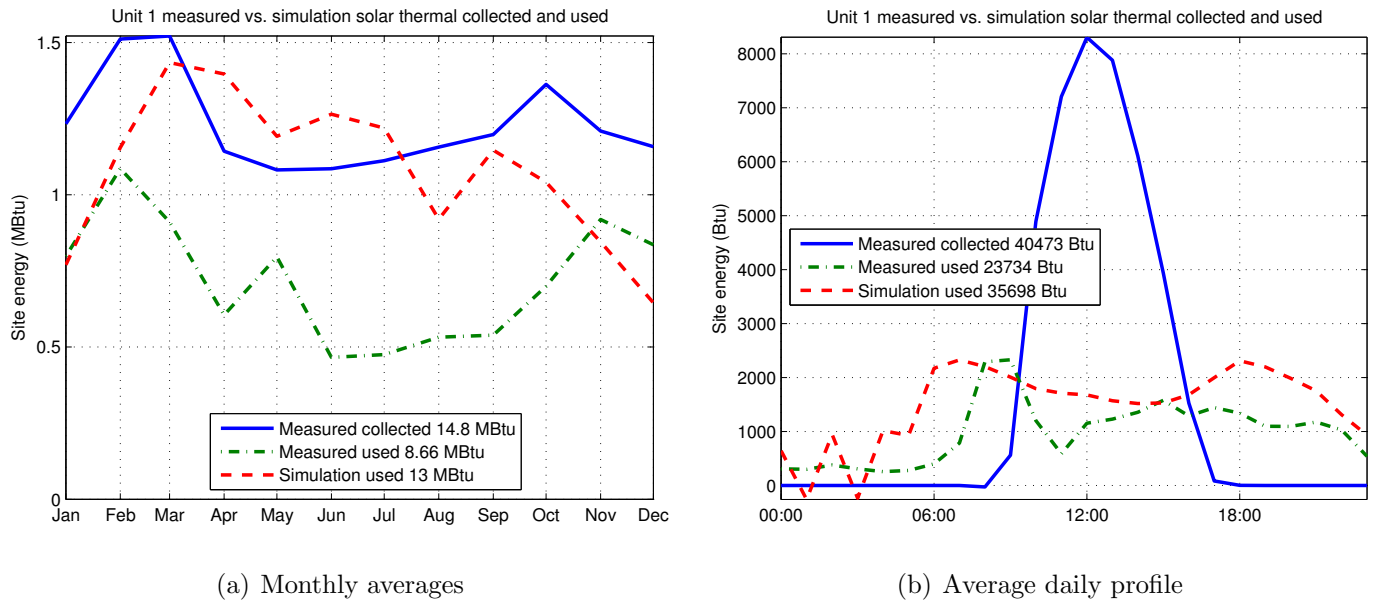 Unit 1 measured vs. simulation solar thermal collected and used
Site energy (MBtu)
1.5
1
0.5
0
Measured collected 14.8 MBtu
Measured used 8.66 MBtu
Simulation used 13 MBtu
Jan Feb Mar Apr May Jun Jul Aug Sep Oct Nov Dec
(a) Monthly averages
Unit 1 measured vs. simulation solar thermal collected and used
Site energy (Btu)
8000
7000
6000
5000
4000
3000
2000
1000
0
Measured collected 40473 Btu
Measured used 23734 Btu
Simulation used 35698 Btu
00:00 06:00 12:00 18:00
(b) Average daily profile